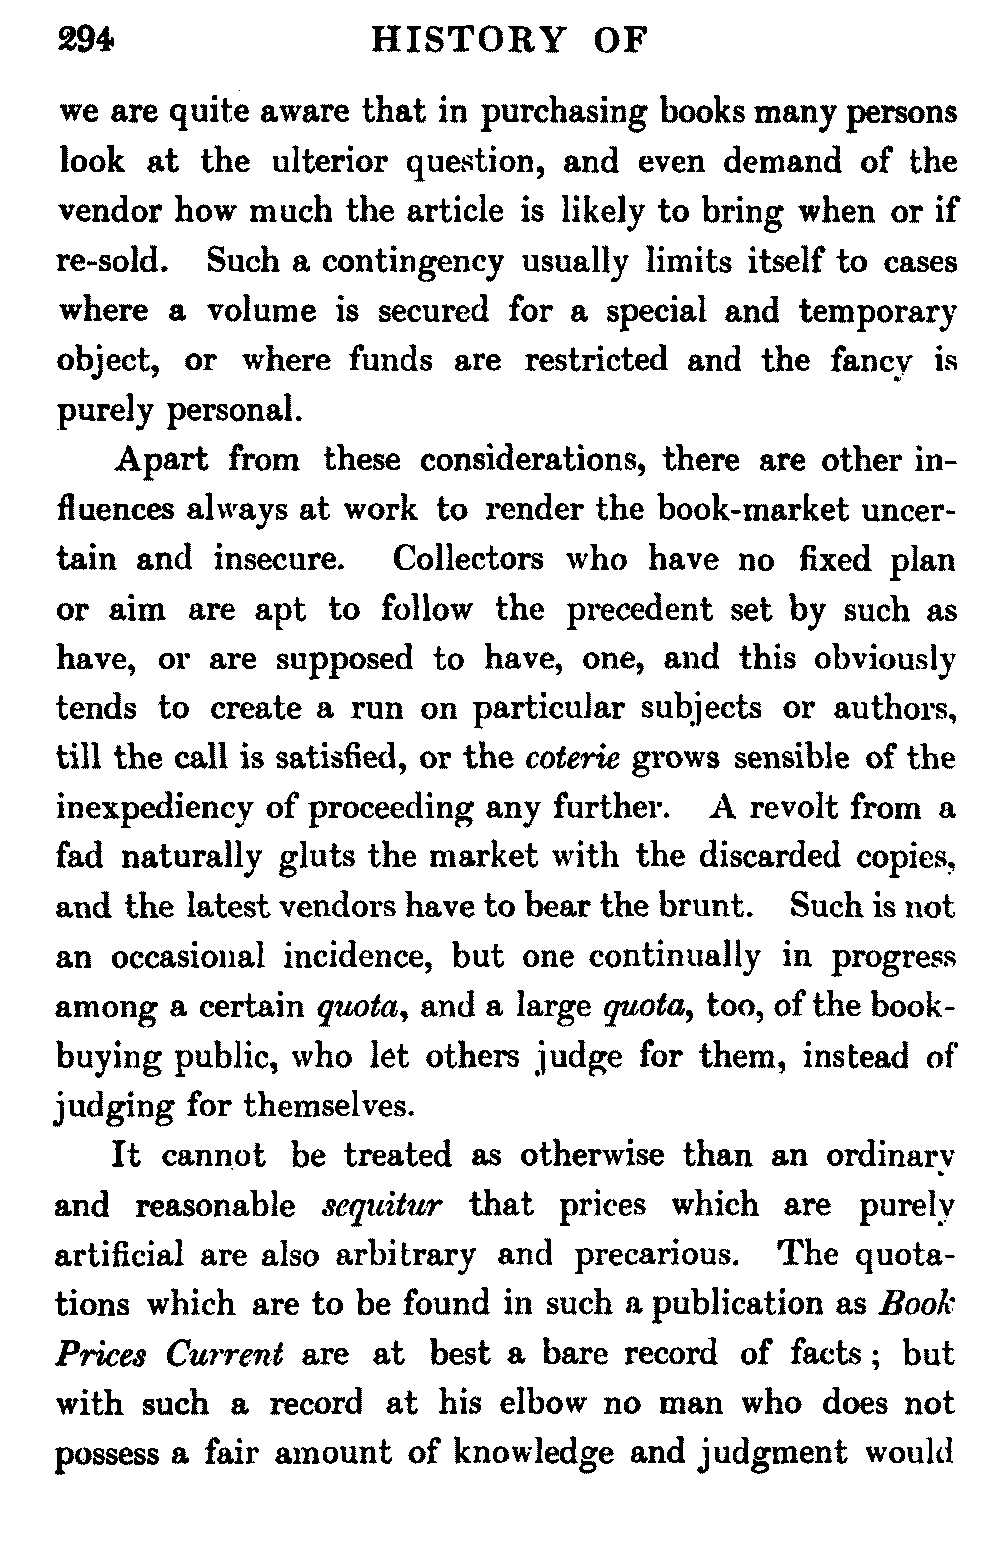 294 HISTORY OF
we are quite aware that in purchasing books many persons
look at the ulterior question, and even demand of the
vendor how much the article is likely to bring when or if
re-sold. Such a contingency usually limits itself to cases
where a volume is secured for a special and temporary
object, or where funds are restricted and the fancy is
purely personal.
Apart from these considerations, there are other in-
fluences always at work to render the book-market uncer-
tain and insecure. Collectors who have no fixed plan
or aim are apt to follow the precedent set by such as
have, or are supposed to have, one, and this obviously
tends to create a run on particular subjects or authors,
till the call is satisfied, or the coterie grows sensible of the
inexpediency of proceeding any further. A revolt from a
fad naturally gluts the market with the discarded copies,
and the latest vendors have to bear the brunt. Such is not
an occasional incidence, but one continually in progress
among a certain quota, and a large quota, too, of the book-
buying public, who let others judge for them, instead of
judging for themselves.
It cannot be treated as otherwise than an ordinary
and reasonable sequitur that prices which are purely
artificial are also arbitrary and precarious. The quota-
tions which are to be found in such a publication as Book
Prices Current are at best a bare record of facts ; but
with such a record at his elbow no man who does not
possess a fair amount of knowledge and judgment would